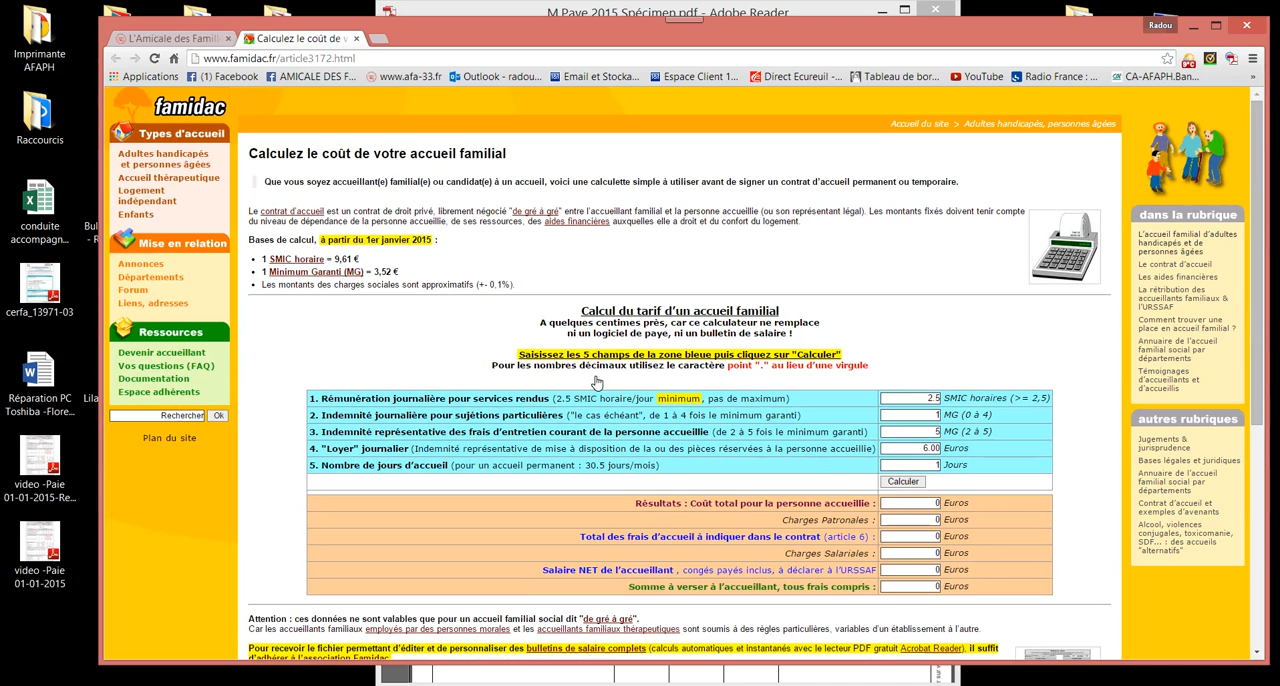 M Paye 2015 Spécimen.pdf - Adobe Reader
Radou
L'Amicale des Famill
Calculez le coût de v
www.famidac.fr/article3172.html
Applications
(1) Facebook
AMICALE DES F...
www.afa-33.fr
Outlook - radou...
Email et Stocka...
Espace Client 1...
Direct Ecureuil -...
Tableau de bor...
YouTube
Radio France : ...
CA-AFAPH.Ban...
Imprimante
AFAPH
Raccourcis
conduite
accompagn...
cerfa_13971-03
Réparation PC
Toshiba -Flore...
video -Paie
01-01-2015-Re...
video -Paie
01-01-2015
famidac
Types d'accueil
Adultes handicapés
et personnes âgées
Accueil thérapeutique
Logement
indépendant
Enfants
Mise en relation
Annonces
Départements
Forum
Liens, adresses
Ressources
Devenir accueillant
Vos questions (FAQ)
Documentation
Espace adhérents
Rechercher
Ok
Plan du site
Accueil du site > Adultes handicapés, personnes âgées
Calculez le coût de votre accueil familial
Que vous soyez accueillant(e) familial(e) ou candidat(e) à un accueil, voici une calculette simple à utiliser avant de signer un contrat d'accueil permanent ou temporaire.
Le contrat d'accueil est un contrat de droit privé, librement négocié "de gré à gré" entre l'accueillant familial et la personne accueillie (ou son représentant légal). Les montants fixés doivent tenir compte
du niveau de dépendance de la personne accueillie, de ses ressources, des aides financières auxquelles elle a droit et du confort du logement.
Bases de calcul, à partir du 1er janvier 2015 :
• 1 SMIC horaire = 9,61 €
• 1 Minimum Garanti (MG) = 3,52 €
• Les montants des charges sociales sont approximatifs (+- 0,1%).
Calcul du tarif d'un accueil familial
A quelques centimes près, car ce calculateur ne remplace
ni un logiciel de paye, ni un bulletin de salaire !
Saisissez les 5 champs de la zone bleue puis cliquez sur "Calculer"
Pour les nombres décimaux utilisez le caractère point "." au lieu d'une virgule
1. Rémunération journalière pour services rendus (2.5 SMIC horaire/jour minimum, pas de maximum) 2.5 SMIC horaires (>= 2,5)
2. Indemnité journalière pour sujétions particulières ("le cas échéant", de 1 à 4 fois le minimum garanti) 1 MG (0 à 4)
3. Indemnité représentative des frais d'entretien courant de la personne accueillie (de 2 à 5 fois le minimum garanti) 5 MG (2 à 5)
4. "Loyer" journalier (Indemnité représentative de mise à disposition de la ou des pièces réservées à la personne accueillie) 6.00 Euros
5. Nombre de jours d'accueil (pour un accueil permanent : 30.5 jours/mois) 1 Jours
Calculer
Résultats : Coût total pour la personne accueillie : 0 Euros
Charges Patronales : 0 Euros
Total des frais d'accueil à indiquer dans le contrat (article 6) : 0 Euros
Charges Salariales : 0 Euros
Salaire NET de l'accueillant , congés payés inclus, à déclarer à l'URSSAF 0 Euros
Somme à verser à l'accueillant, tous frais compris : 0 Euros
Attention : ces données ne sont valables que pour un accueil familial social dit "de gré à gré".
Car les accueillants familiaux employés par des personnes morales et les accueillants familiaux thérapeutiques sont soumis à des règles particulières, variables d'un établissement à l'autre.
Pour recevoir le fichier permettant d'éditer et de personnaliser des bulletins de salaire complets (calculs automatiques et instantanés avec le lecteur PDF gratuit Acrobat Reader), il suffit
d'adhérer à l'association Famidac.
dans la rubrique
L'accueil familial d'adultes
handicapés et de
personnes âgées
Le contrat d'accueil
Les aides financières
La rétribution des
accueillants familiaux &
l'URSSAF
Comment trouver une
place en accueil familial ?
Annuaire de l'accueil
familial social par
départements
Témoignages
d'accueillants et
d'accueillis
autres rubriques
Jugements &
jurisprudence
Bases légales et juridiques
Annuaire de l'accueil
familial social par
départements
Contrat d'accueil et
exemples d'avenants
Alcool, violences
conjugales, toxicomanie,
SDF... : des accueils
"alternatifs"